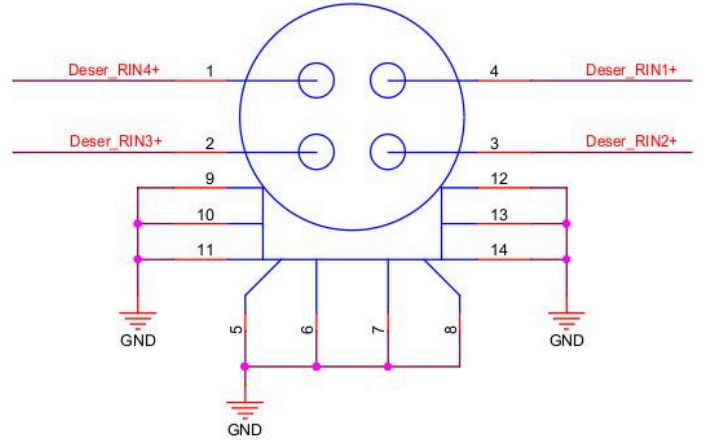 Deser_RIN4+ 1 4 Deser_RIN1+
Deser_RIN3+ 2 3 Deser_RIN2+
9 12
10 13
11 14
5 6 7 8
GND GND
GND